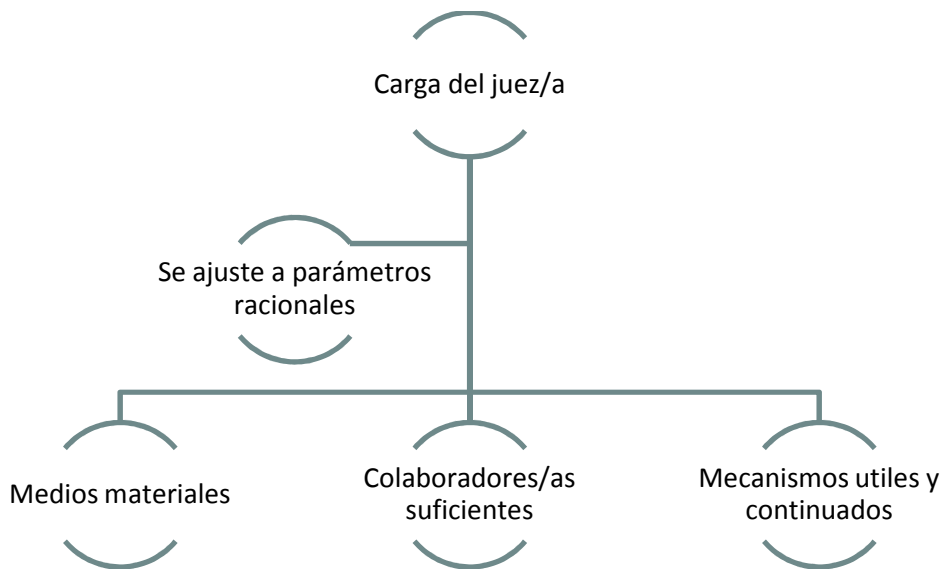 Carga del juez/a
Se ajuste a parámetros
racionales
Medios materiales
Colaboradores/as
suficientes
Mecanismos utiles y
continuados